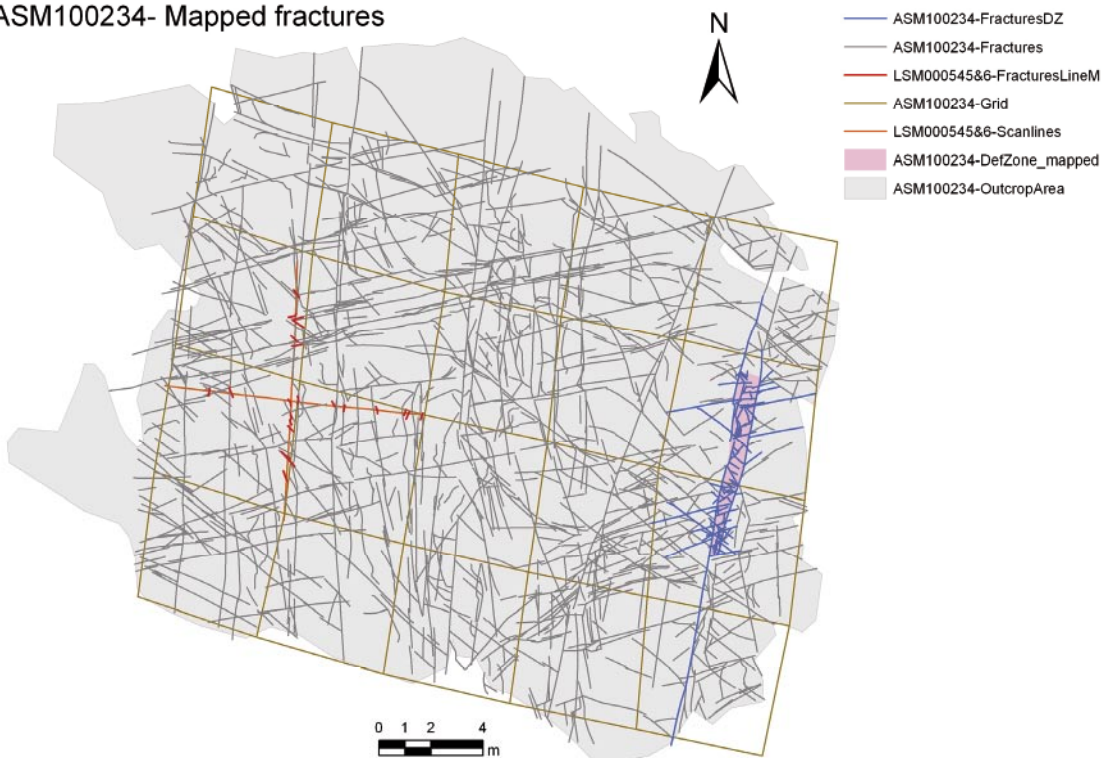 ASM100234- Mapped fractures
N
ASM100234-FracturesDZ
ASM100234-Fractures
LSM000545&6-FracturesLineM
ASM100234-Grid
LSM000545&6-Scanlines
ASM100234-DefZone_mapped
ASM100234-OutcropArea
0 1 2 4
m